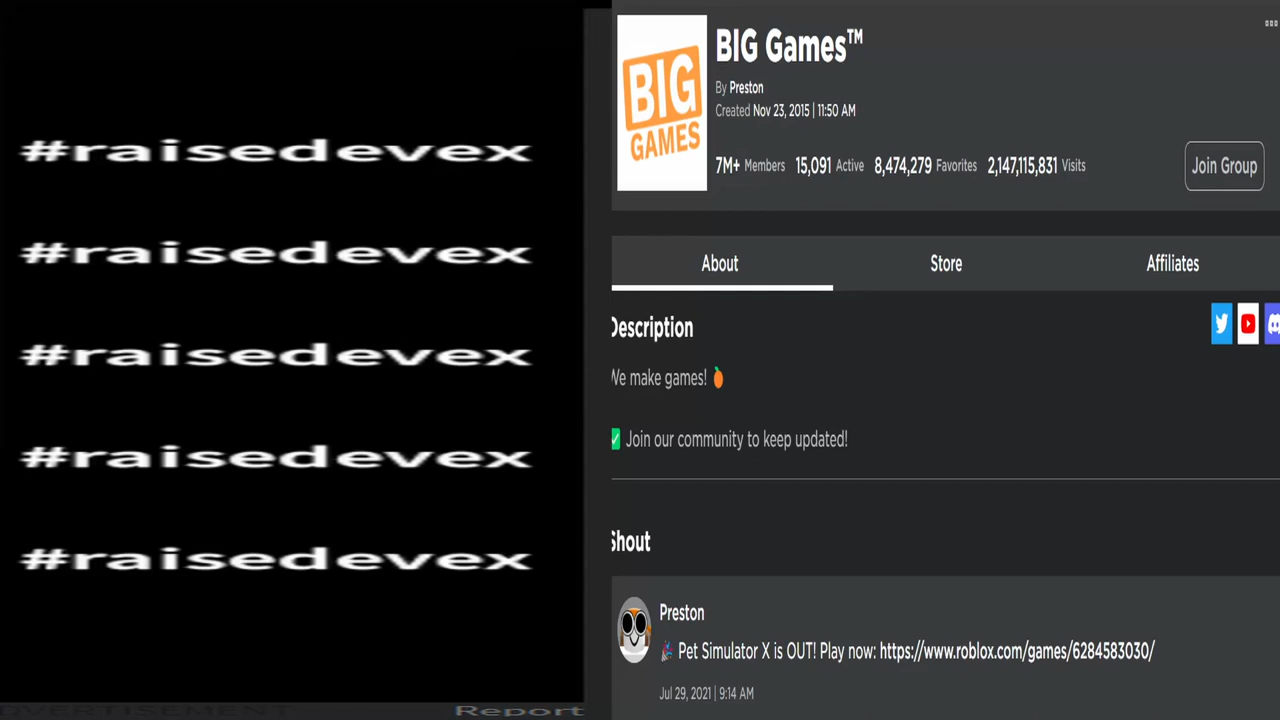 #raisedevex
#raisedevex
#raisedevex
#raisedevex
#raisedevex
ADVERTISEMENT
Report
BIG
GAMES
BIG Games™
By Preston
Created Nov 23, 2015 | 11:50 AM
7M+ Members 15,091 Active 8,474,279 Favorites 2,147,115,831 Visits
Join Group
About Store Affiliates
Description
We make games!
Join our community to keep updated!
Shout
Preston
Pet Simulator X is OUT! Play now: https://www.roblox.com/games/6284583030/
Jul 29, 2021 | 9:14 AM